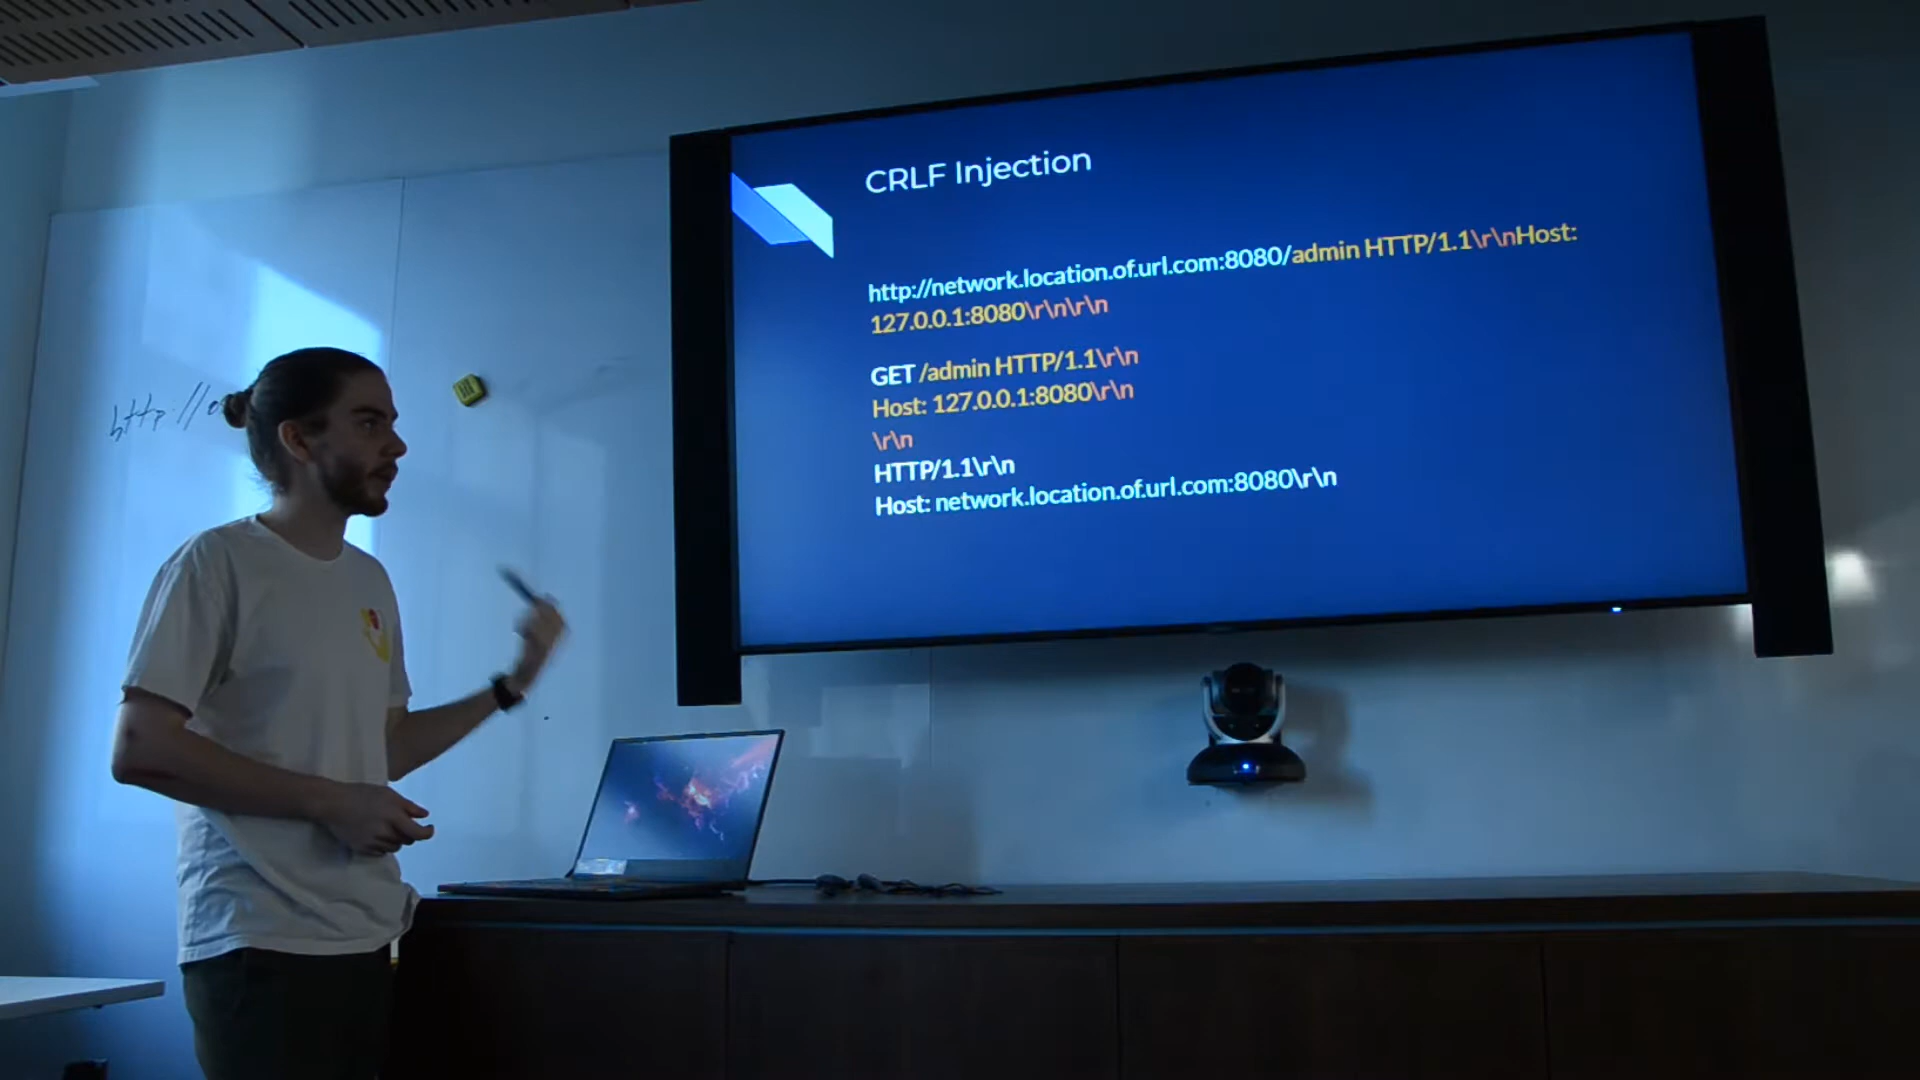 CRLF Injection
http://network.location.of.url.com:8080/admin HTTP/1.1\r\nHost:
127.0.0.1:8080\r\n\r\n
GET /admin HTTP/1.1\r\n
Host: 127.0.0.1:8080\r\n
\r\n
HTTP/1.1\r\n
Host: network.location.of.url.com:8080\r\n
http://